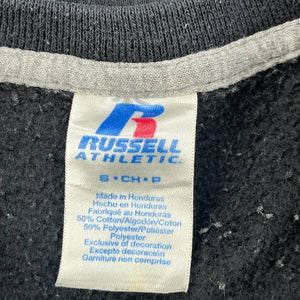 RUSSELL
ATHLETIC
S • CH • P
Made in Honduras
Hecho en Honduras
Fabriqué au Honduras
50% Cotton/Algodón/Coton
50% Polyester/Poliéster
Exclusive of decoration
Excepto decoración
Garniture non comprise